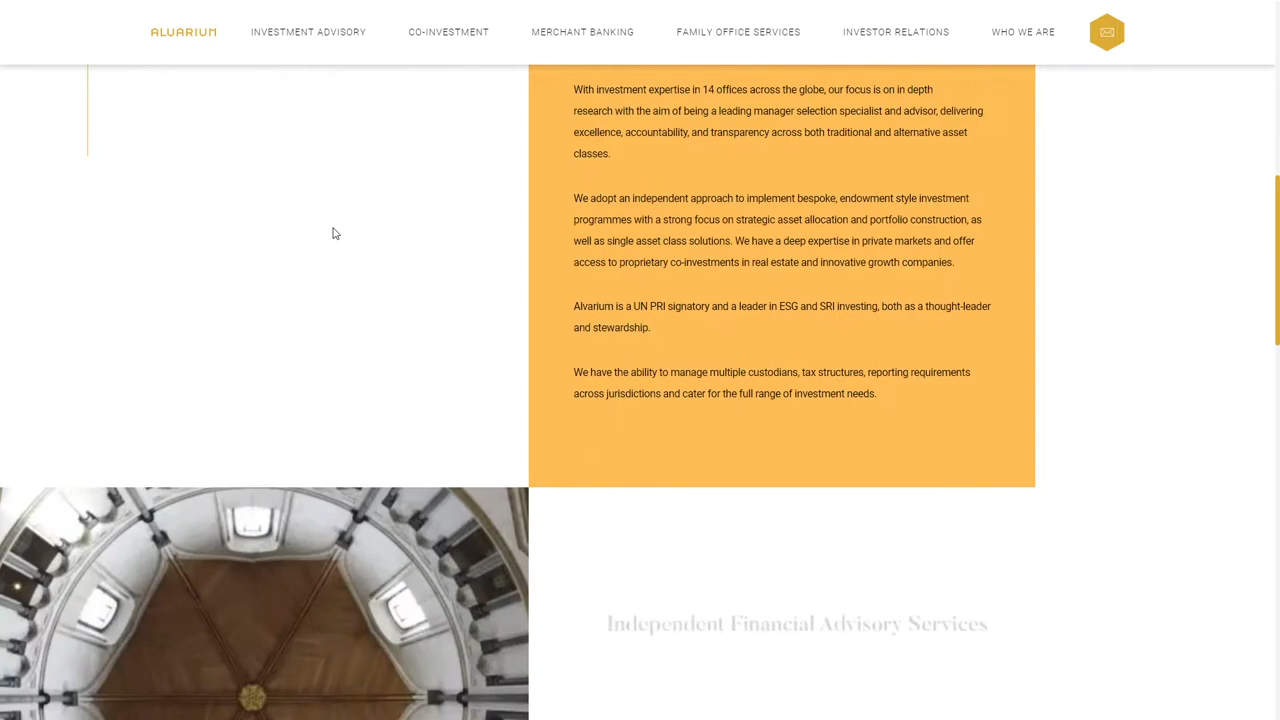 ALVARIUM
INVESTMENT ADVISORY
CO-INVESTMENT
MERCHANT BANKING
FAMILY OFFICE SERVICES
INVESTOR RELATIONS
WHO WE ARE
With investment expertise in 14 offices across the globe, our focus is on in depth
research with the aim of being a leading manager selection specialist and advisor, delivering
excellence, accountability, and transparency across both traditional and alternative asset
classes.
We adopt an independent approach to implement bespoke, endowment style investment
programmes with a strong focus on strategic asset allocation and portfolio construction, as
well as single asset class solutions. We have a deep expertise in private markets and offer
access to proprietary co-investments in real estate and innovative growth companies.
Alvarium is a UN PRI signatory and a leader in ESG and SRI investing, both as a thought-leader
and stewardship.
We have the ability to manage multiple custodians, tax structures, reporting requirements
across jurisdictions and cater for the full range of investment needs.
Independent Financial Advisory Services